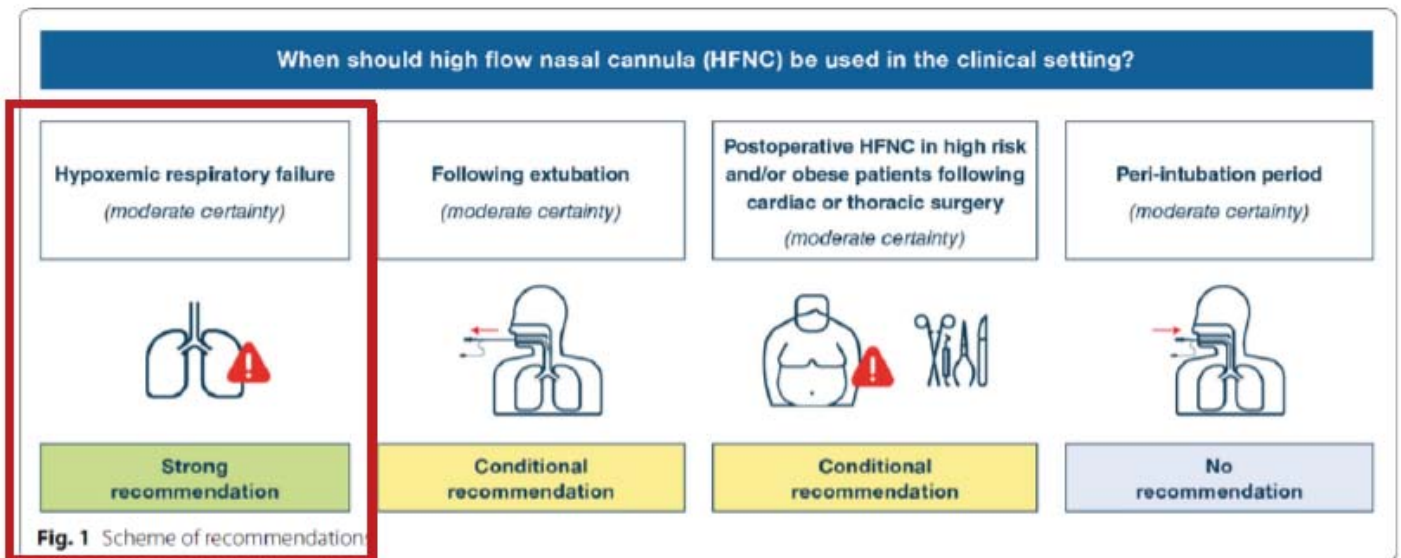 When should high flow nasal cannula (HFNC) be used in the clinical setting?
Hypoxemic respiratory failure
(moderate certainty)
Following extubation
(moderate certainty)
Postoperative HFNC in high risk
and/or obese patients following
cardiac or thoracic surgery
(moderate certainty)
Peri-intubation period
(moderate certainty)
Strong
recommendation
Conditional
recommendation
Conditional
recommendation
No
recommendation
Fig. 1 Scheme of recommendations